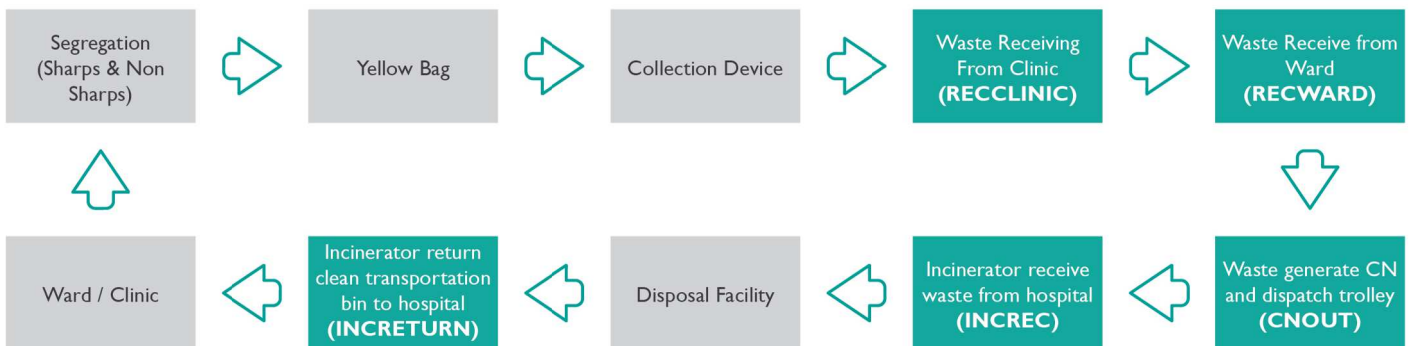 Segregation
(Sharps & Non
Sharps)
Yellow Bag
Collection Device
Waste Receiving
From Clinic
(RECCLINIC)
Waste Receive from
Ward
(RECWARD)
Ward / Clinic
Incinerator return
clean transportation
bin to hospital
(INCRETURN)
Disposal Facility
Incinerator receive
waste from hospital
(INCREC)
Waste generate CN
and dispatch trolley
(CNOUT)